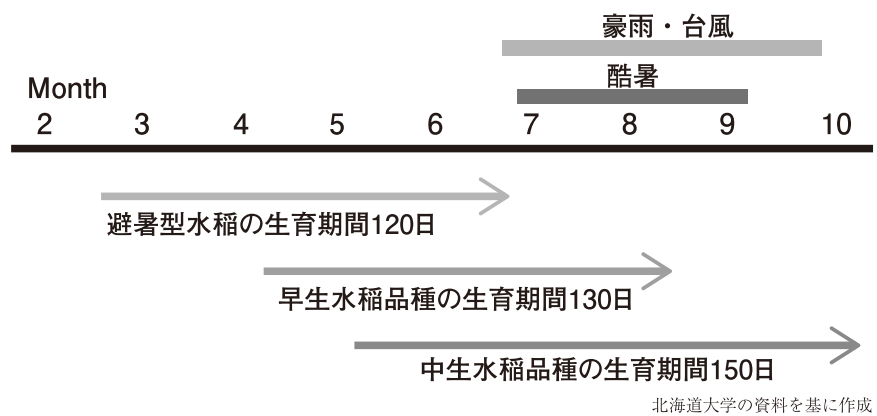 豪雨・台風
酷暑
Month
2 3 4 5 6 7 8 9 10
避暑型水稲の生育期間120日
早生水稲品種の生育期間130日
中生水稲品種の生育期間150日
北海道大学の資料を基に作成